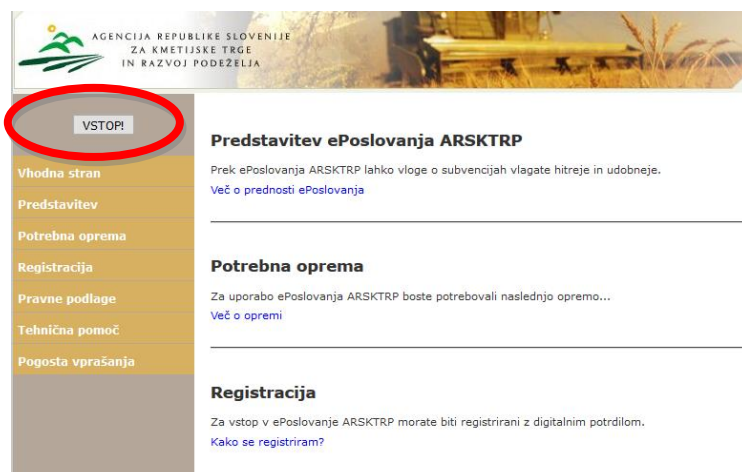 AGENCIJA REPUBLIKE SLOVENIJE
ZA KMETIJSKE TRGE
IN RAZVOJ PODEŽELJA
VSTOP!
Vhodna stran
Predstavitev
Potrebna oprema
Registracija
Pravne podlage
Tehnična pomoč
Pogosta vprašanja
Predstavitev ePoslovanja ARSKTRP
Prek ePoslovanja ARSKTRP lahko vloge o subvencijah vlagate hitreje in udobneje.
Več o prednosti ePoslovanja
Potrebna oprema
Za uporabo ePoslovanja ARSKTRP boste potrebovali naslednjo opremo...
Več o opremi
Registracija
Za vstop v ePoslovanje ARSKTRP morate biti registrirani z digitalnim potrdilom.
Kako se registriram?